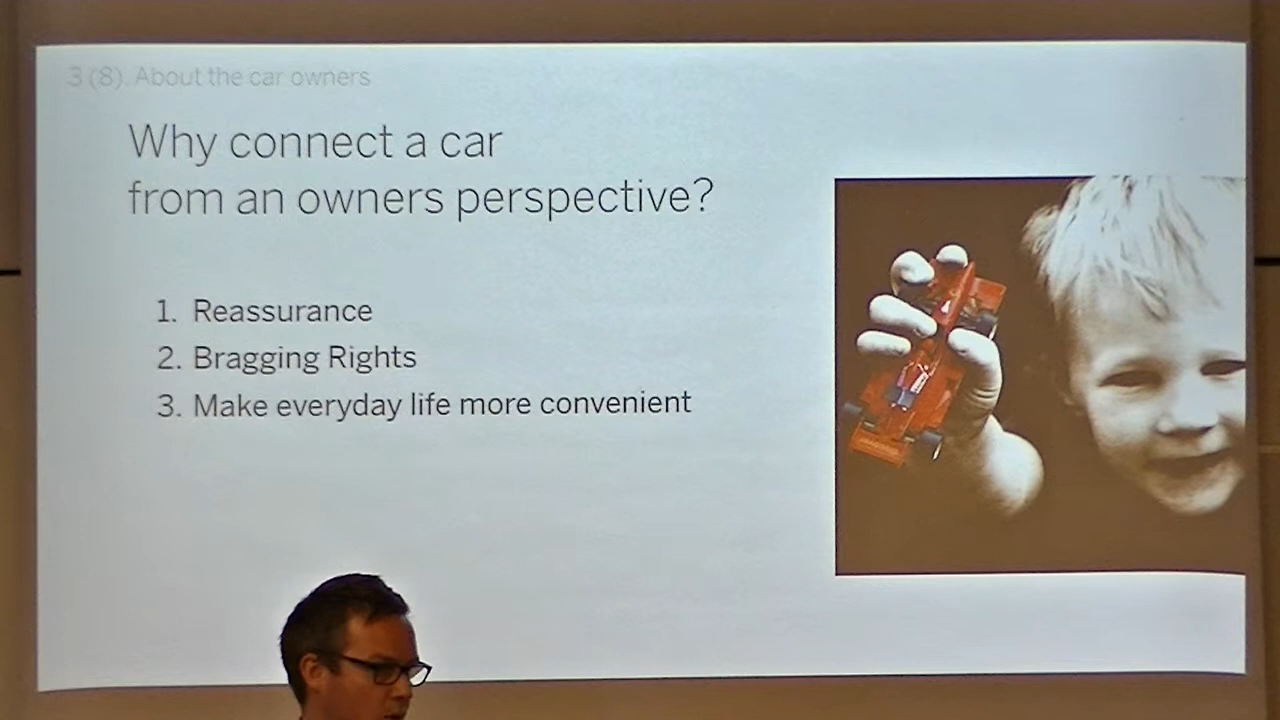 3 (8). About the car owners
Why connect a car
from an owners perspective?
1. Reassurance
2. Bragging Rights
3. Make everyday life more convenient